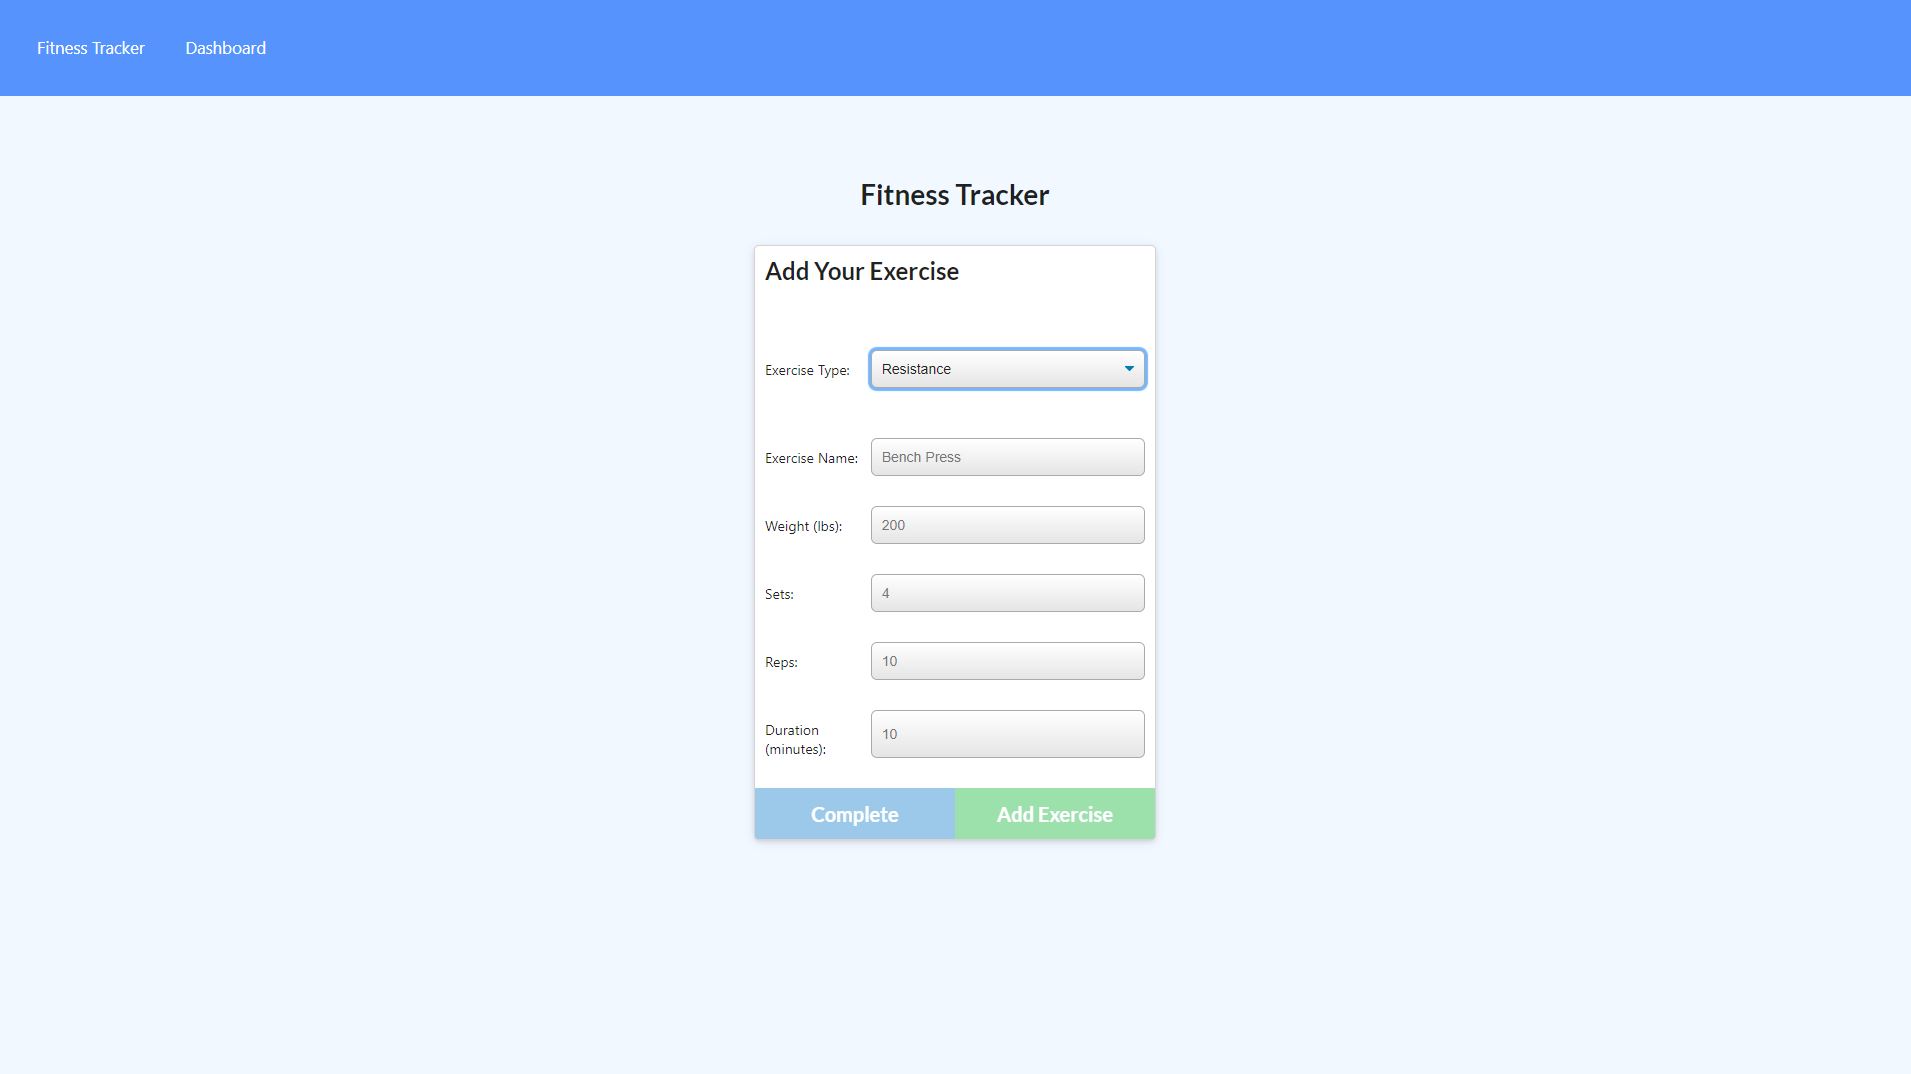 Fitness Tracker Dashboard
Fitness Tracker
Add Your Exercise
Exercise Type: Resistance
Exercise Name: Bench Press
Weight (lbs): 200
Sets: 4
Reps: 10
Duration
(minutes): 10
Complete Add Exercise